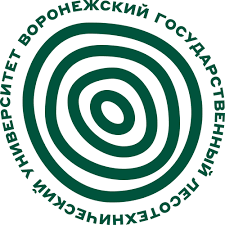 ВОРОНЕЖСКИЙ ГОСУДАРСТВЕННЫЙ ЛЕСОТЕХНИЧЕСКИЙ УНИВЕРСИТЕТ